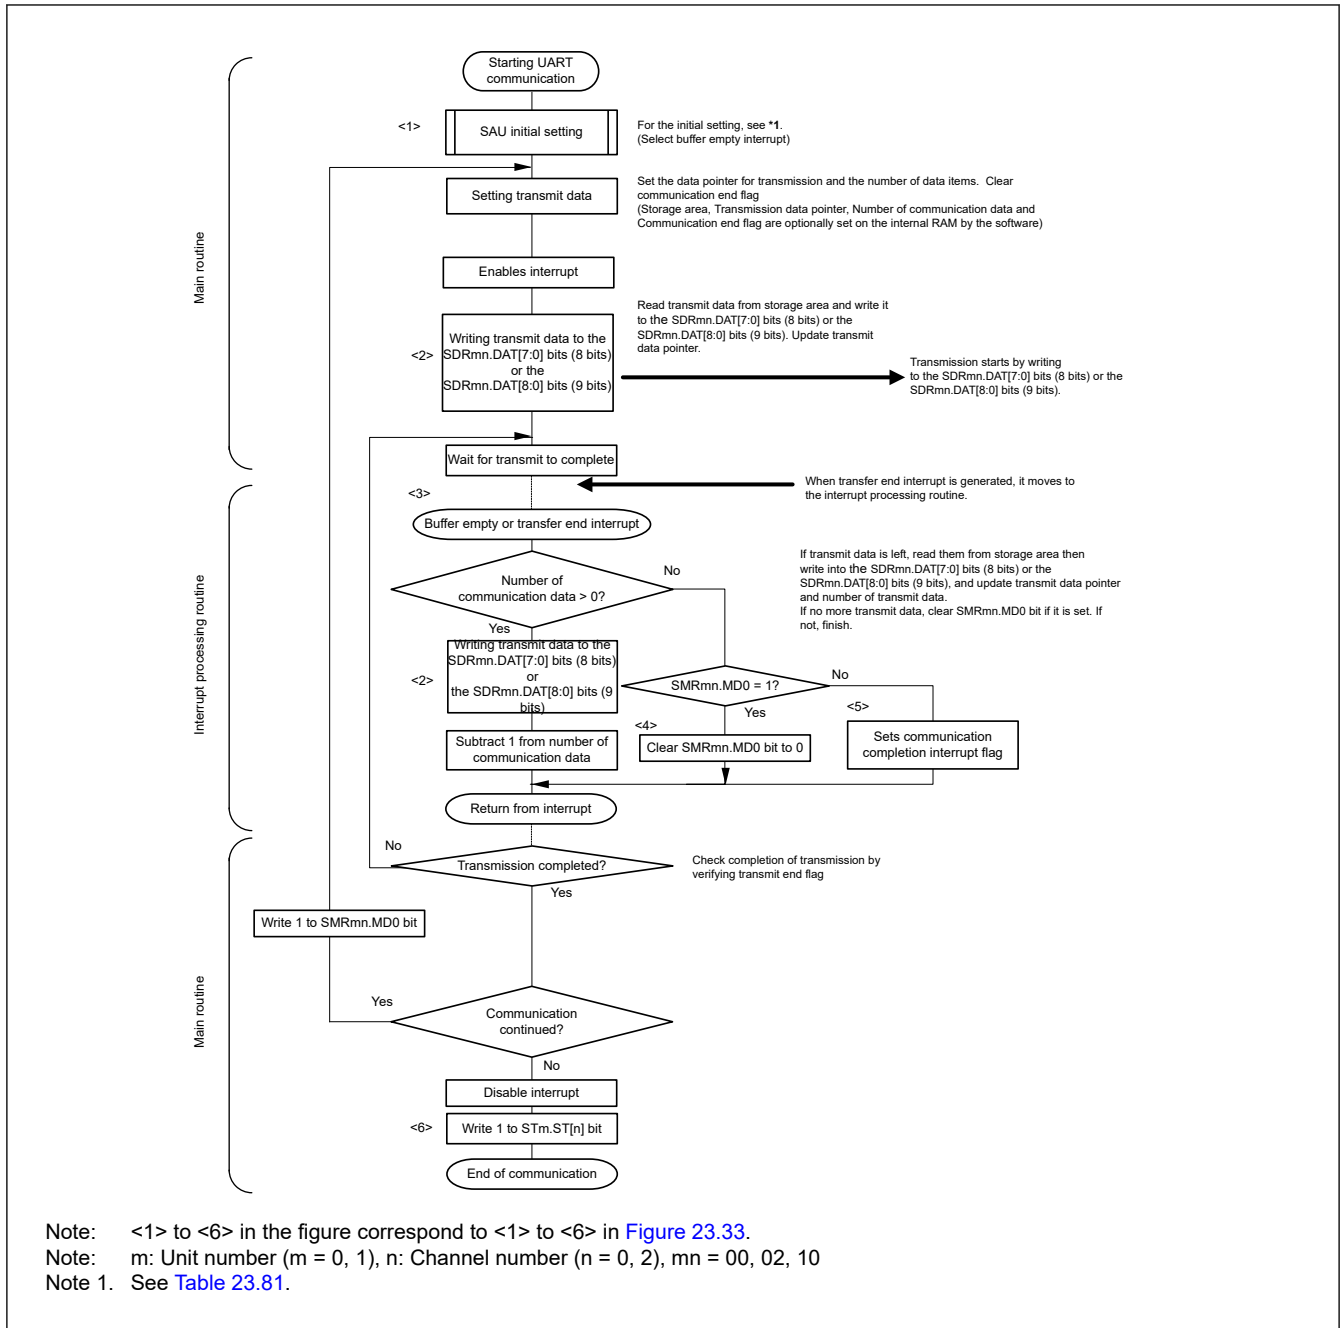 Starting UART
communication
<1>
SAU initial setting
For the initial setting, see *1.
(Select buffer empty interrupt)
Setting transmit data
Set the data pointer for transmission and the number of data items. Clear
communication end flag
(Storage area, Transmission data pointer, Number of communication data and
Communication end flag are optionally set on the internal RAM by the software)
Main routine
Enables interrupt
Read transmit data from storage area and write it
to the SDRmn.DAT[7:0] bits (8 bits) or the
SDRmn.DAT[8:0] bits (9 bits). Update transmit
data pointer.
<2>
Writing transmit data to the
SDRmn.DAT[7:0] bits (8 bits)
or the
SDRmn.DAT[8:0] bits (9 bits)
Transmission starts by writing
to the SDRmn.DAT[7:0] bits (8 bits) or the
SDRmn.DAT[8:0] bits (9 bits).
Wait for transmit to complete
<3>
When transfer end interrupt is generated, it moves to
the interrupt processing routine.
Buffer empty or transfer end interrupt
Interrupt processing routine
Number of
communication data > 0?
No
Yes
If transmit data is left, read them from storage area then
write into the SDRmn.DAT[7:0] bits (8 bits) or the
SDRmn.DAT[8:0] bits (9 bits), and update transmit data pointer
and number of transmit data.
If no more transmit data, clear SMRmn.MD0 bit if it is set. If
not, finish.
<2>
Writing transmit data to the
SDRmn.DAT[7:0] bits (8 bits)
or
the SDRmn.DAT[8:0] bits (9
bits)
SMRmn.MD0 = 1?
No
Yes
<4>
<5>
Subtract 1 from number of
communication data
Clear SMRmn.MD0 bit to 0
Sets communication
completion interrupt flag
Return from interrupt
No
Transmission completed?
Yes
Check completion of transmission by
verifying transmit end flag
Write 1 to SMRmn.MD0 bit
Main routine
Yes
Communication
continued?
No
Disable interrupt
<6>
Write 1 to STm.ST[n] bit
End of communication
Note: <1> to <6> in the figure correspond to <1> to <6> in Figure 23.33.
Note: m: Unit number (m = 0, 1), n: Channel number (n = 0, 2), mn = 00, 02, 10
Note 1. See Table 23.81.